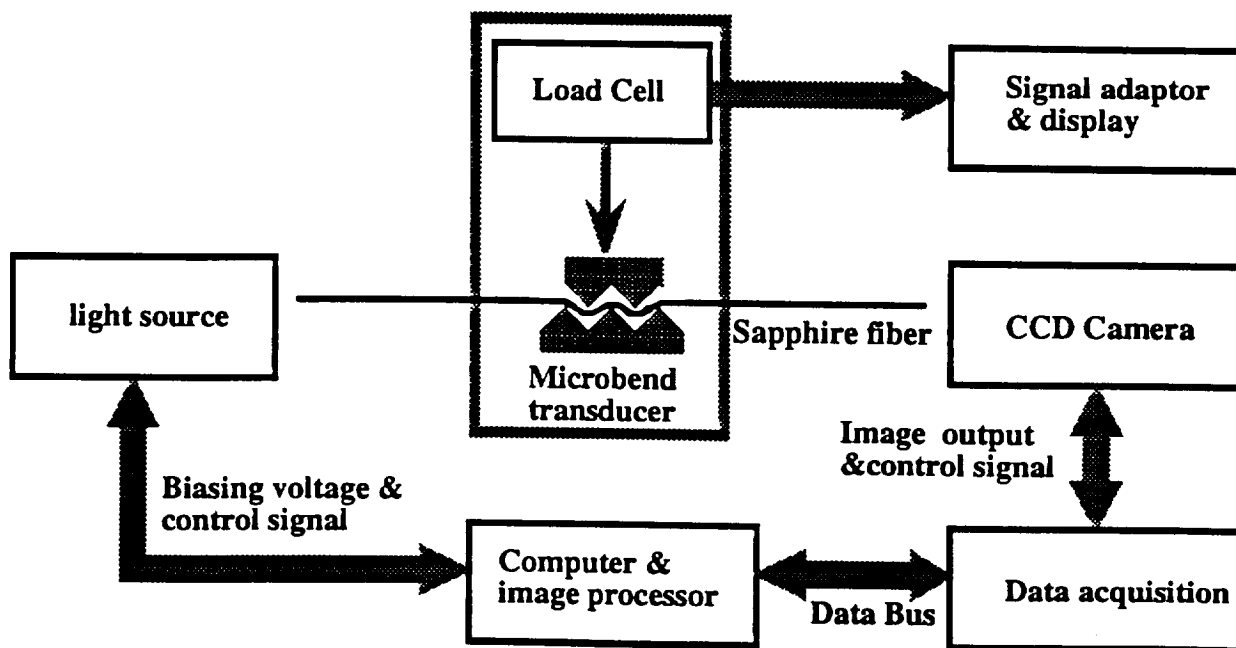 Load Cell
Signal adaptor
& display
light source
Sapphire fiber
CCD Camera
Microbend
transducer
Image output
&control signal
Biasing voltage &
control signal
Computer &
image processor
Data Bus
Data acquisition